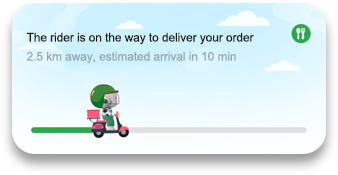 The rider is on the way to deliver your order
2.5 km away, estimated arrival in 10 min